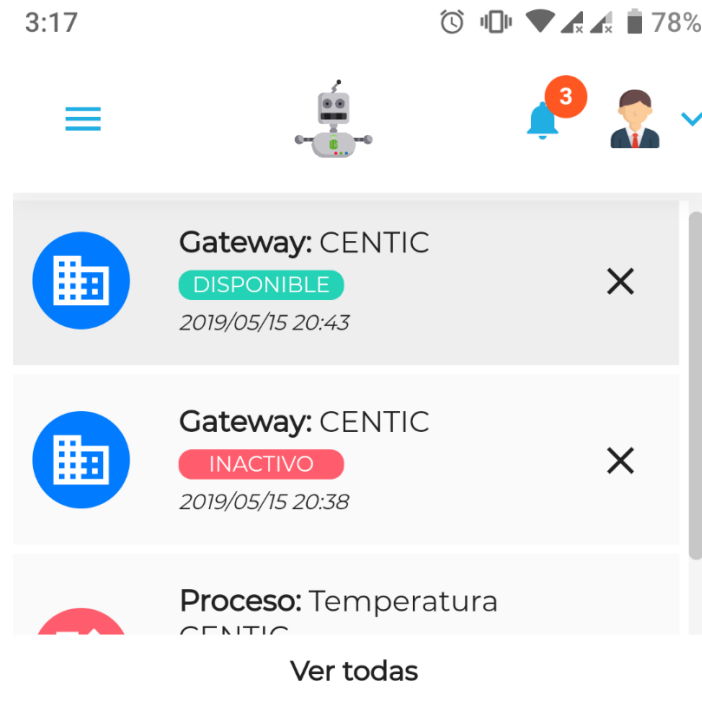 3:17
78%
3
Gateway: CENTIC
DISPONIBLE
2019/05/15 20:43
Gateway: CENTIC
INACTIVO
2019/05/15 20:38
Proceso: Temperatura
CENTIC
Ver todas